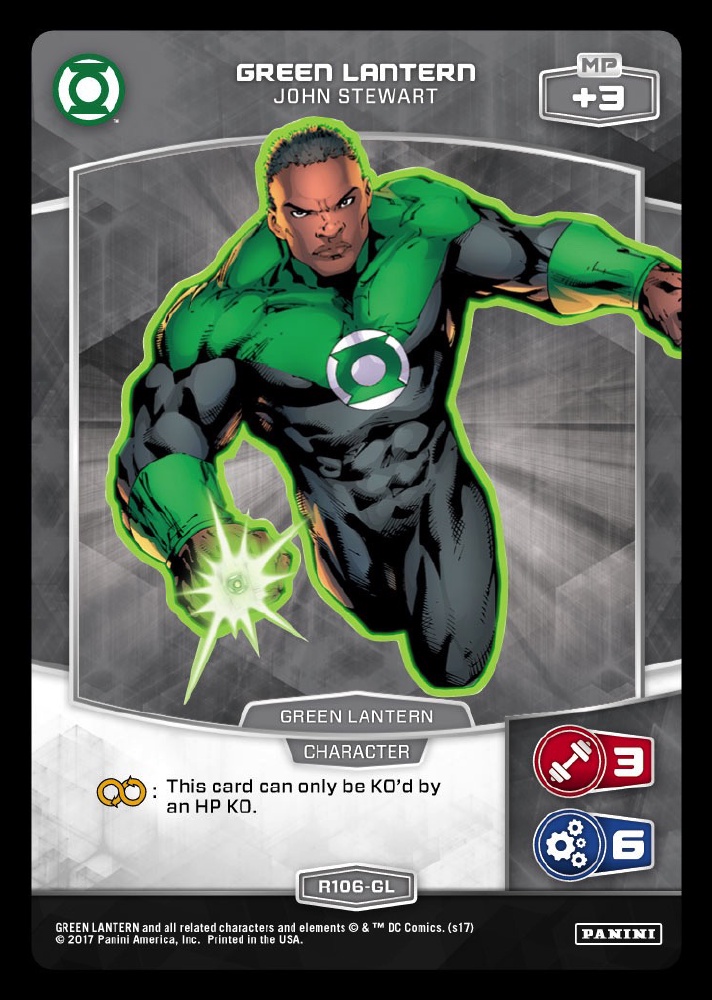 GREEN LANTERN
JOHN STEWART
MP
+3
GREEN LANTERN
CHARACTER
: This card can only be KO'd by
an HP KO.
3
6
R106-GL
GREEN LANTERN and all related characters and elements © & ™ DC Comics. (s17)
© 2017 Panini America, Inc. Printed in the USA.
PANINI